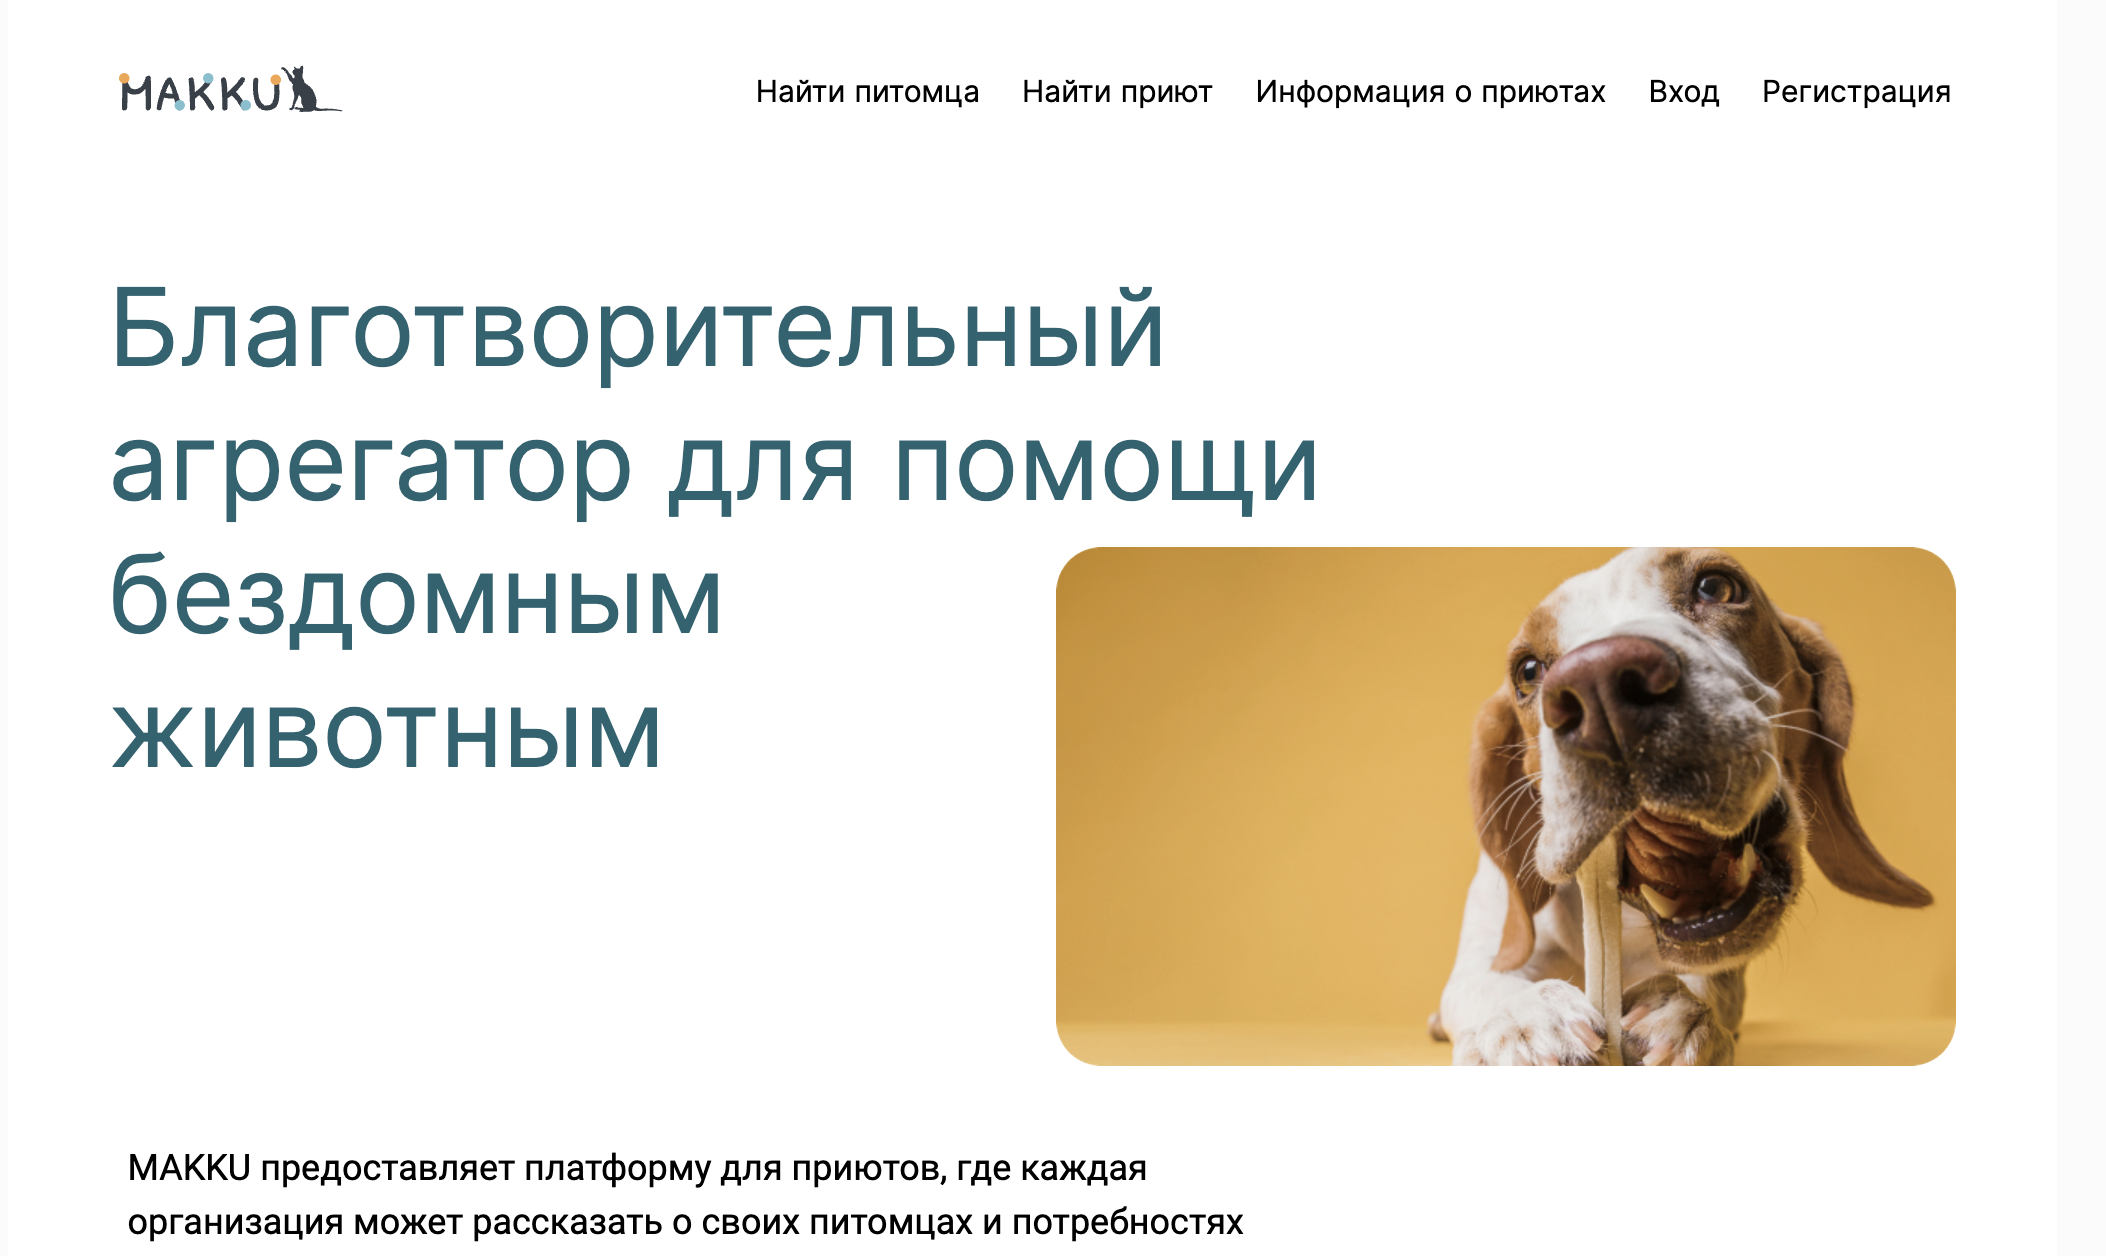 MAKKU
Найти питомца Найти приют Информация о приютах Вход Регистрация
Благотворительный
агрегатор для помощи
бездомным
животным
MAKKU предоставляет платформу для приютов, где каждая
организация может рассказать о своих питомцах и потребностях